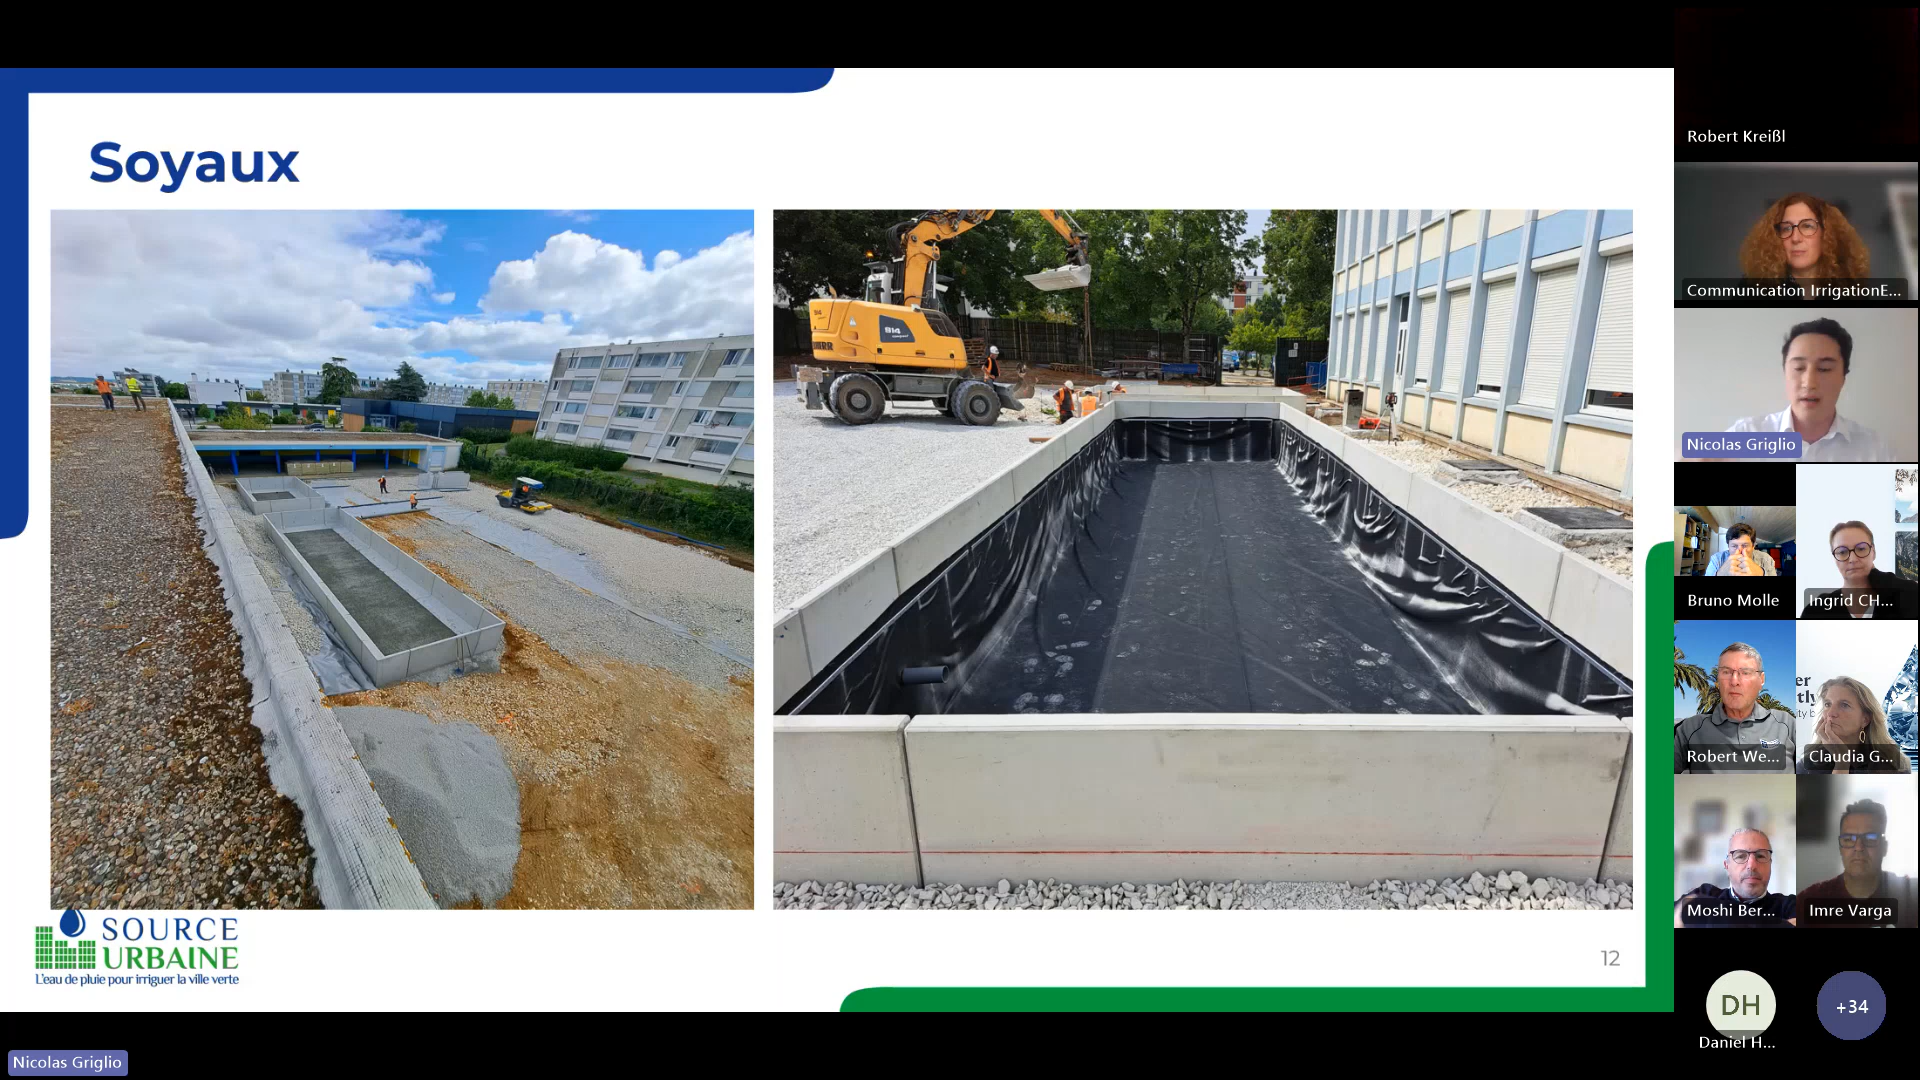 Soyaux
914
SOURCE
URBAINE
L'eau de pluie pour irriguer la ville verte
12
Nicolas Griglio
Robert Kreißl
Communication IrrigationE...
Nicolas Griglio
Bruno Molle
Ingrid CH...
Robert We...
Claudia G...
Moshi Ber...
Imre Varga
DH
+34
Daniel H...